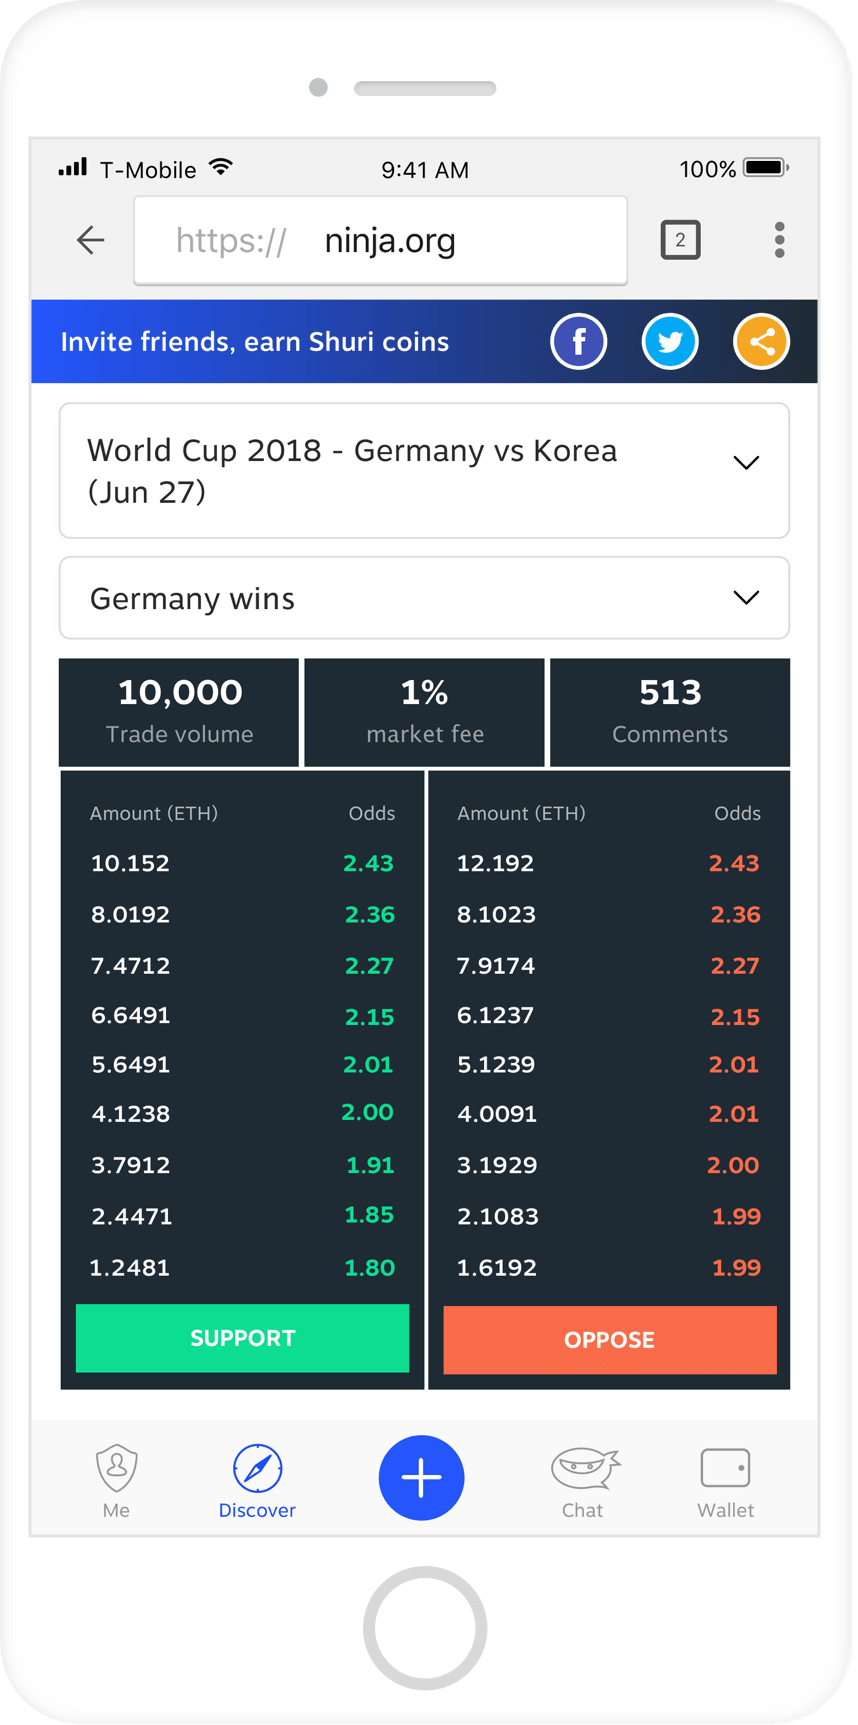 T-Mobile 9:41 AM 100%
https:// ninja.org 2
Invite friends, earn Shuri coins
World Cup 2018 - Germany vs Korea
(Jun 27)
Germany wins
10,000 1% 513
Trade volume market fee Comments
Amount (ETH) Odds Amount (ETH) Odds
10.152 2.43 12.192 2.43
8.0192 2.36 8.1023 2.36
7.4712 2.27 7.9174 2.27
6.6491 2.15 6.1237 2.15
5.6491 2.01 5.1239 2.01
4.1238 2.00 4.0091 2.01
3.7912 1.91 3.1929 2.00
2.4471 1.85 2.1083 1.99
1.2481 1.80 1.6192 1.99
SUPPORT OPPOSE
Me Discover Chat Wallet